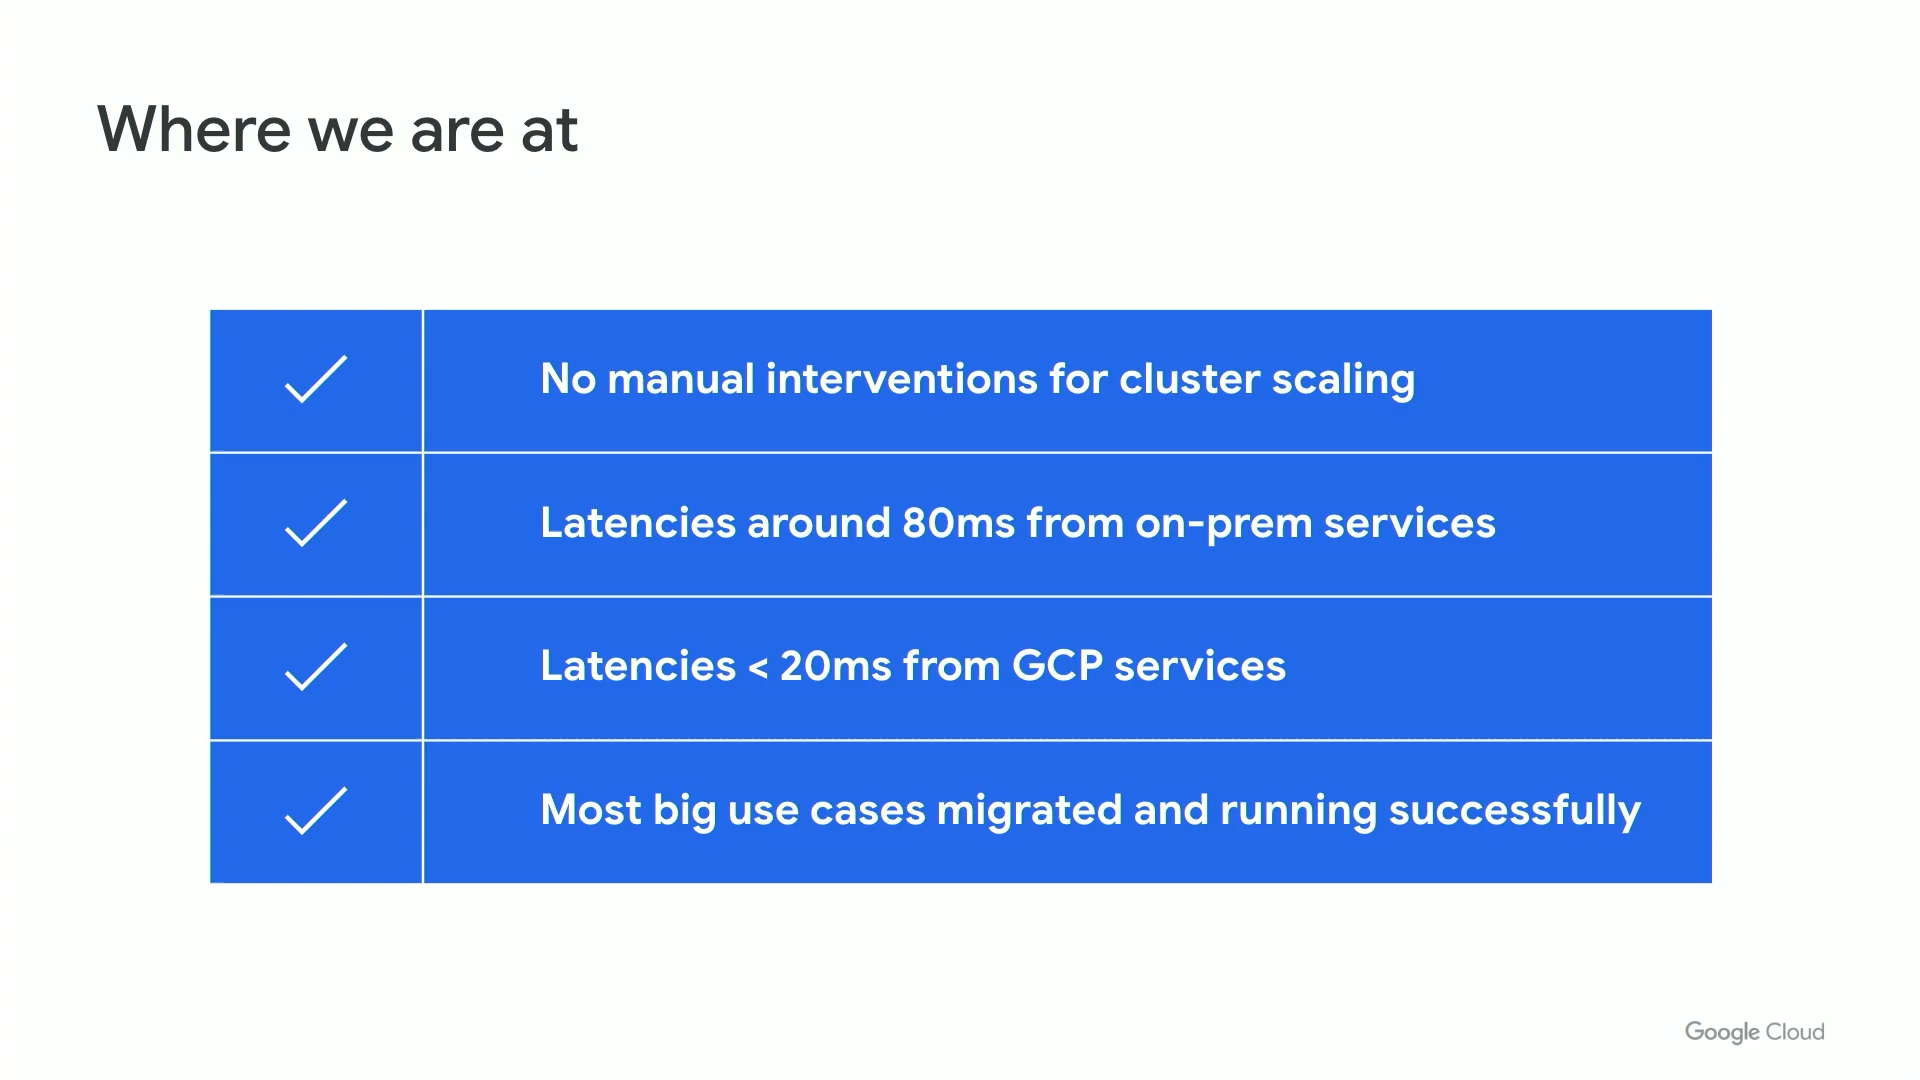 Where we are at
No manual interventions for cluster scaling
Latencies around 80ms from on-prem services
Latencies < 20ms from GCP services
Most big use cases migrated and running successfully
Google Cloud